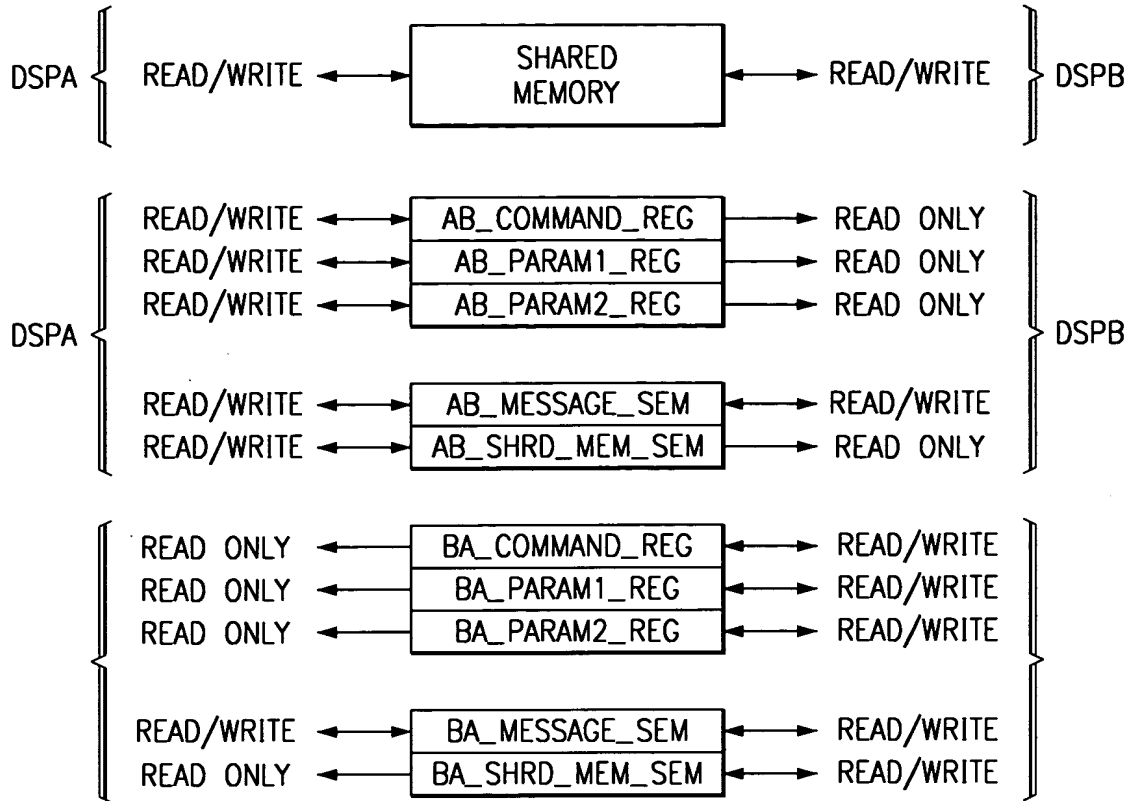 DSPA READ/WRITE SHARED MEMORY READ/WRITE DSPB
READ/WRITE AB_COMMAND_REG READ ONLY
READ/WRITE AB_PARAM1_REG READ ONLY
READ/WRITE AB_PARAM2_REG READ ONLY
DSPA DSPB
READ/WRITE AB_MESSAGE_SEM READ/WRITE
READ/WRITE AB_SHRD_MEM_SEM READ ONLY
READ ONLY BA_COMMAND_REG READ/WRITE
READ ONLY BA_PARAM1_REG READ/WRITE
READ ONLY BA_PARAM2_REG READ/WRITE
READ/WRITE BA_MESSAGE_SEM READ/WRITE
READ ONLY BA_SHRD_MEM_SEM READ/WRITE